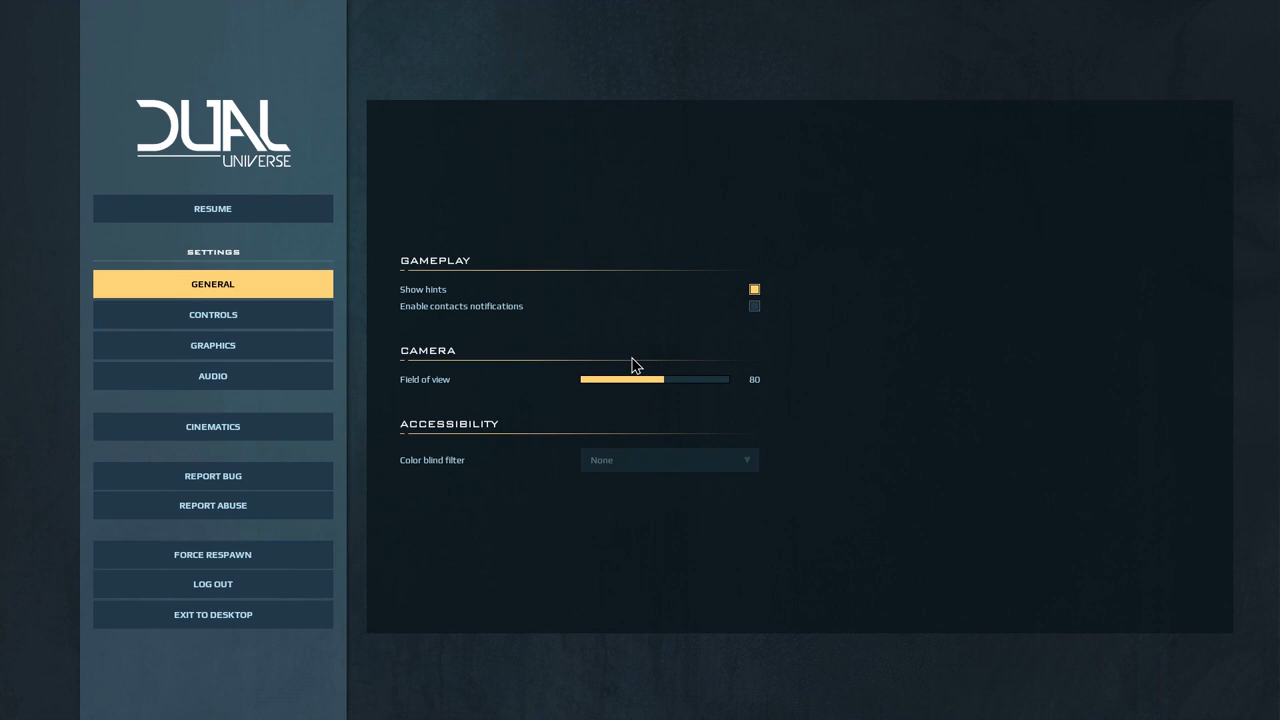 DUAL
UNIVERSE
RESUME
SETTINGS
GENERAL
CONTROLS
GRAPHICS
AUDIO
CINEMATICS
REPORT BUG
REPORT ABUSE
FORCE RESPAWN
LOG OUT
EXIT TO DESKTOP
GAMEPLAY
Show hints
Enable contacts notifications
CAMERA
Field of view 80
ACCESSIBILITY
Color blind filter None